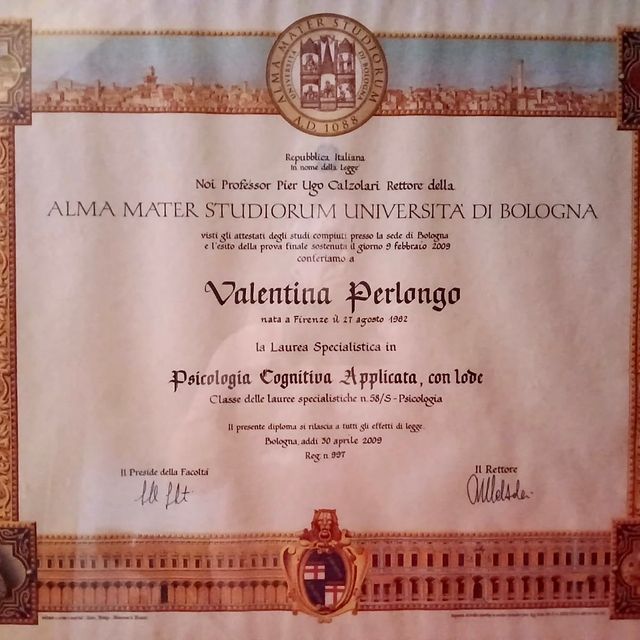 ALMA MATER STUDIORUM
UNIVERSITAS DI BOLOGNA
A.D. 1088
Repubblica Italiana
In nome della Legge
Noi Professor Pier Ugo Calzolari Rettore della
ALMA MATER STUDIORUM UNIVERSITA' DI BOLOGNA
visti gli attestati degli studi compiuti presso la sede di Bologna
e l'esito della prova finale sostenuta il giorno 9 febbraio 2009
conferiamo a
Valentina Perlongo
nata a Firenze il 27 agosto 1982
la Laurea Specialistica in
Psicologia Cognitiva Applicata, con lode
Classe delle lauree specialistiche n. 58/S - Psicologia
Il presente diploma si rilascia a tutti gli effetti di legge.
Bologna, addì 30 aprile 2009
Reg. n. 997
Il Preside della Facoltà
Il Rettore